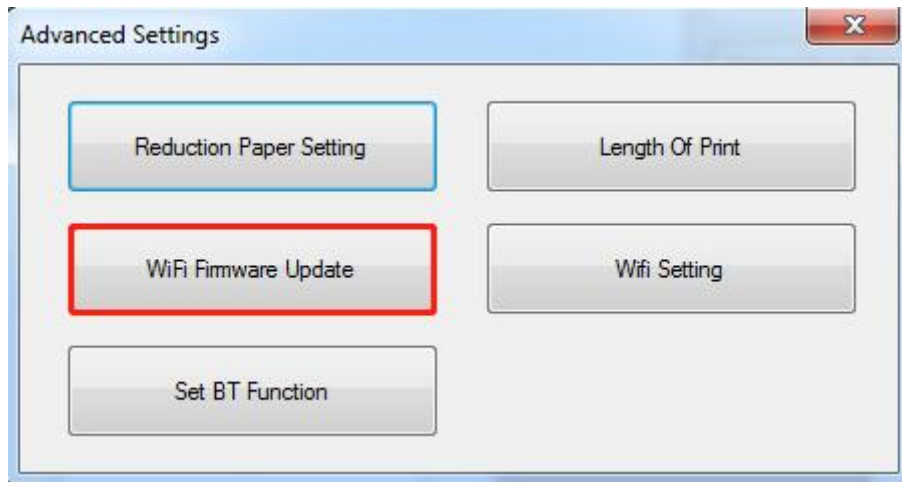 Advanced Settings
Reduction Paper Setting
Length Of Print
WiFi Firmware Update
Wifi Setting
Set BT Function